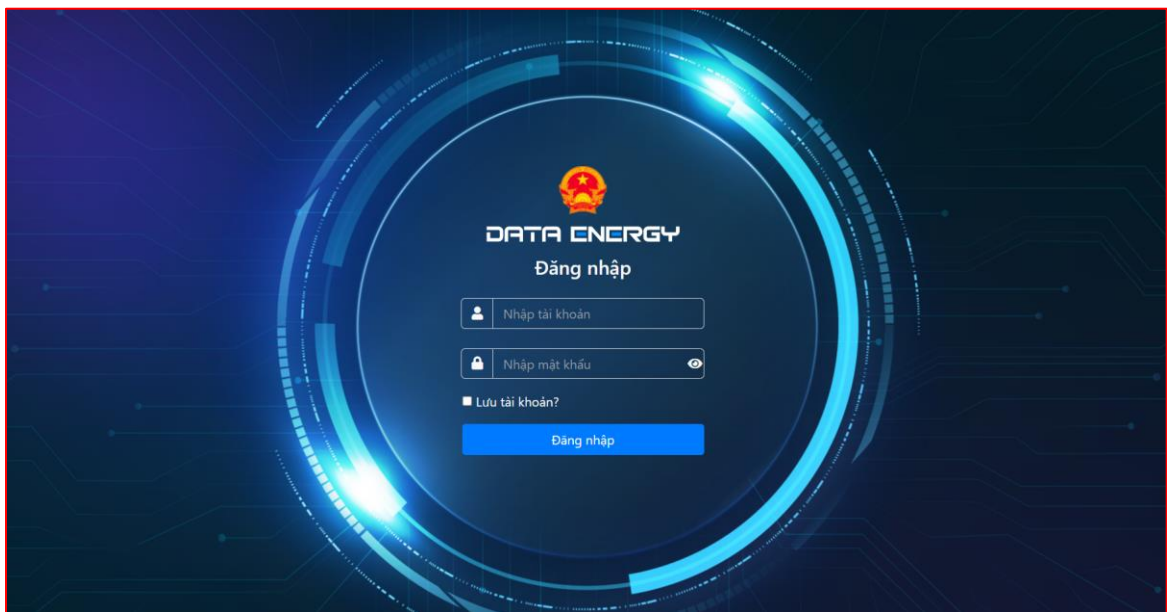 DATA ENERGY
Đăng nhập
Nhập tài khoản
Nhập mật khẩu
Lưu tài khoản?
Đăng nhập